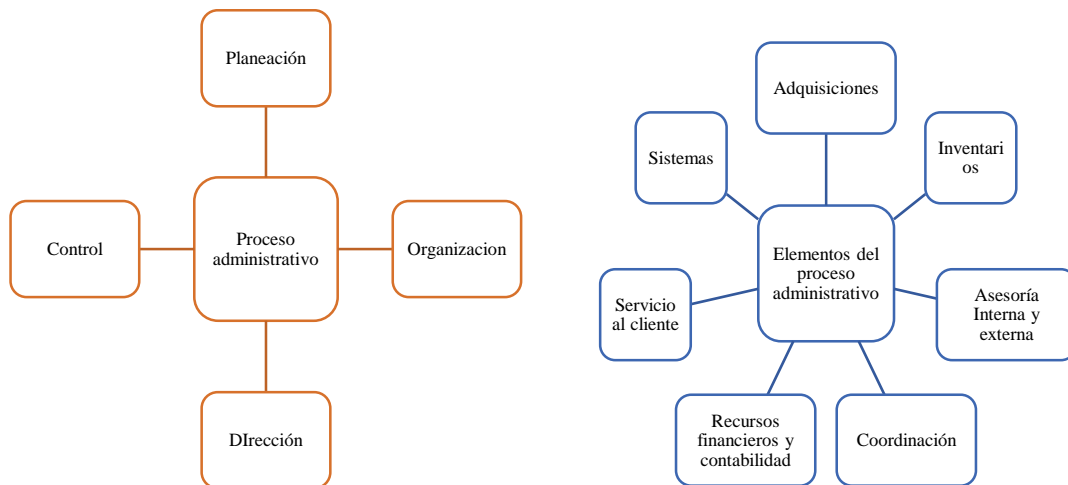 Planeación
Control
Proceso
administrativo
Organizacion
DIrección
Adquisiciones
Sistemas
Inventari
os
Elementos del
proceso
administrativo
Servicio
al cliente
Asesoría
Interna y
externa
Recursos
financieros y
contabilidad
Coordinación